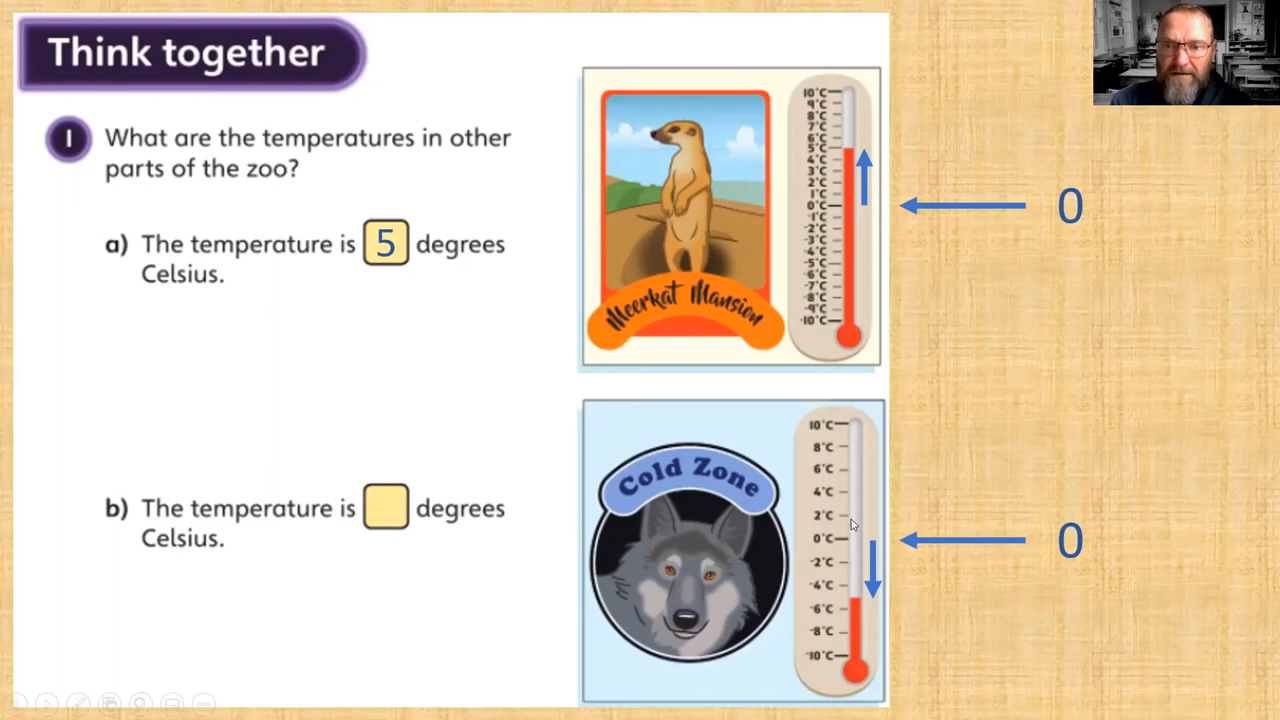 Think together
1 What are the temperatures in other
parts of the zoo?
a) The temperature is 5 degrees
Celsius.
Meerkat Mansion
10°C
9°C
8°C
7°C
6°C
5°C
4°C
3°C
2°C
1°C
0°C
-1°C
-2°C
-3°C
-4°C
-5°C
-6°C
-7°C
-8°C
-9°C
-10°C
0
b) The temperature is degrees
Celsius.
Cold Zone
10°C
8°C
6°C
4°C
2°C
0°C
-2°C
-4°C
-6°C
-8°C
-10°C
0